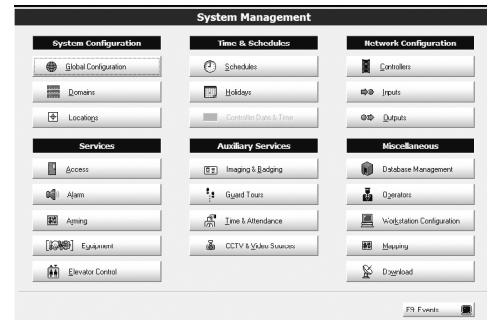 System Management
System Configuration
Global Configuration
Domains
Locations
Time & Schedules
Schedules
Holidays
Controller Date & Time
Network Configuration
Controllers
Inputs
Outputs
Services
Access
Alarm
Arming
Equipment
Elevator Control
Auxiliary Services
Imaging & Badging
Guard Tours
Time & Attendance
CCTV & Video Sources
Miscellaneous
Database Management
Operators
Workstation Configuration
Mapping
Download
F9 Events